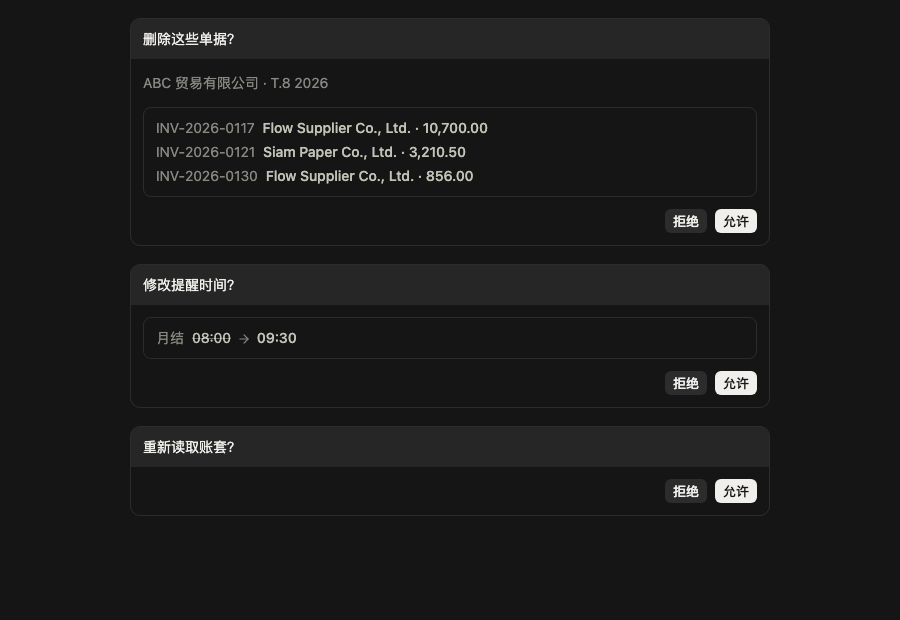 删除这些单据?
ABC 贸易有限公司 · T.8 2026
INV-2026-0117 Flow Supplier Co., Ltd. · 10,700.00
INV-2026-0121 Siam Paper Co., Ltd. · 3,210.50
INV-2026-0130 Flow Supplier Co., Ltd. · 856.00
拒绝 允许
修改提醒时间?
月结 08:00 → 09:30
拒绝 允许
重新读取账套?
拒绝 允许